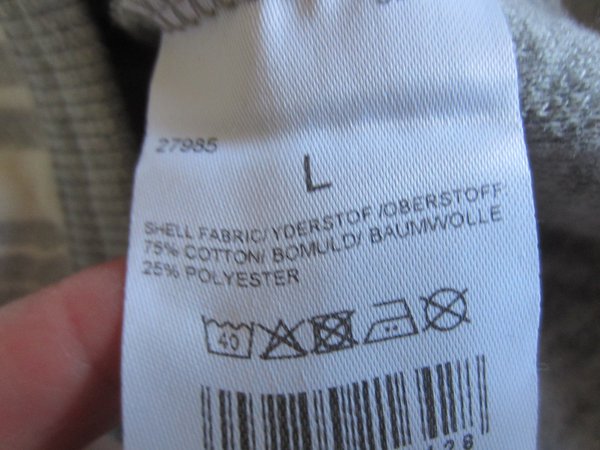 27985
L
SHELL FABRIC/ YDERSTOF /OBERSTOFF:
75% COTTON/ BOMULD/ BAUMWOLLE
25% POLYESTER
40